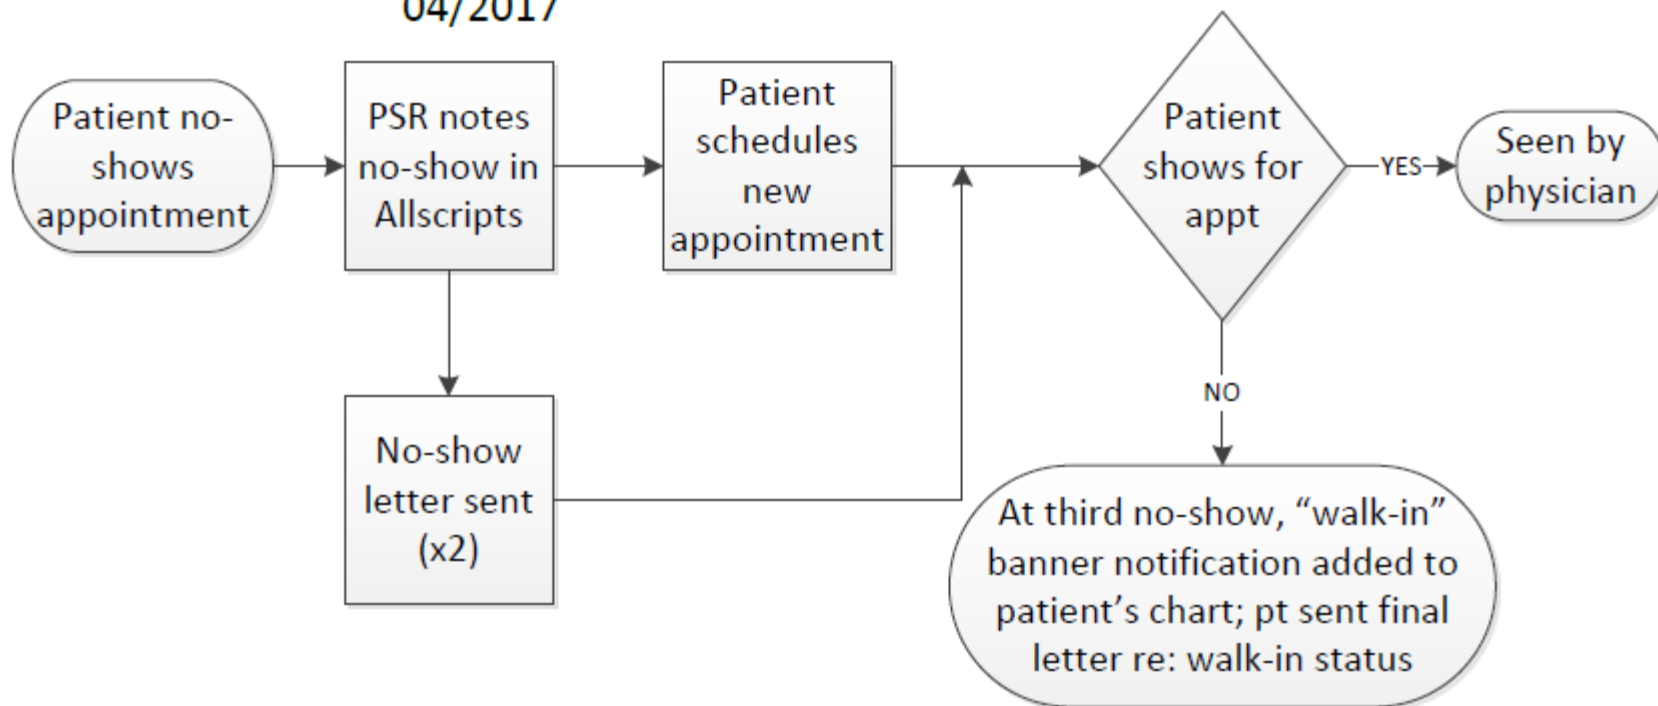 04/2017
Patient no-
shows
appointment
PSR notes
no-show in
Allscripts
Patient
schedules
new
appointment
Patient
shows for
appt
YES
Seen by
physician
No-show
letter sent
(x2)
NO
At third no-show, “walk-in”
banner notification added to
patient’s chart; pt sent final
letter re: walk-in status